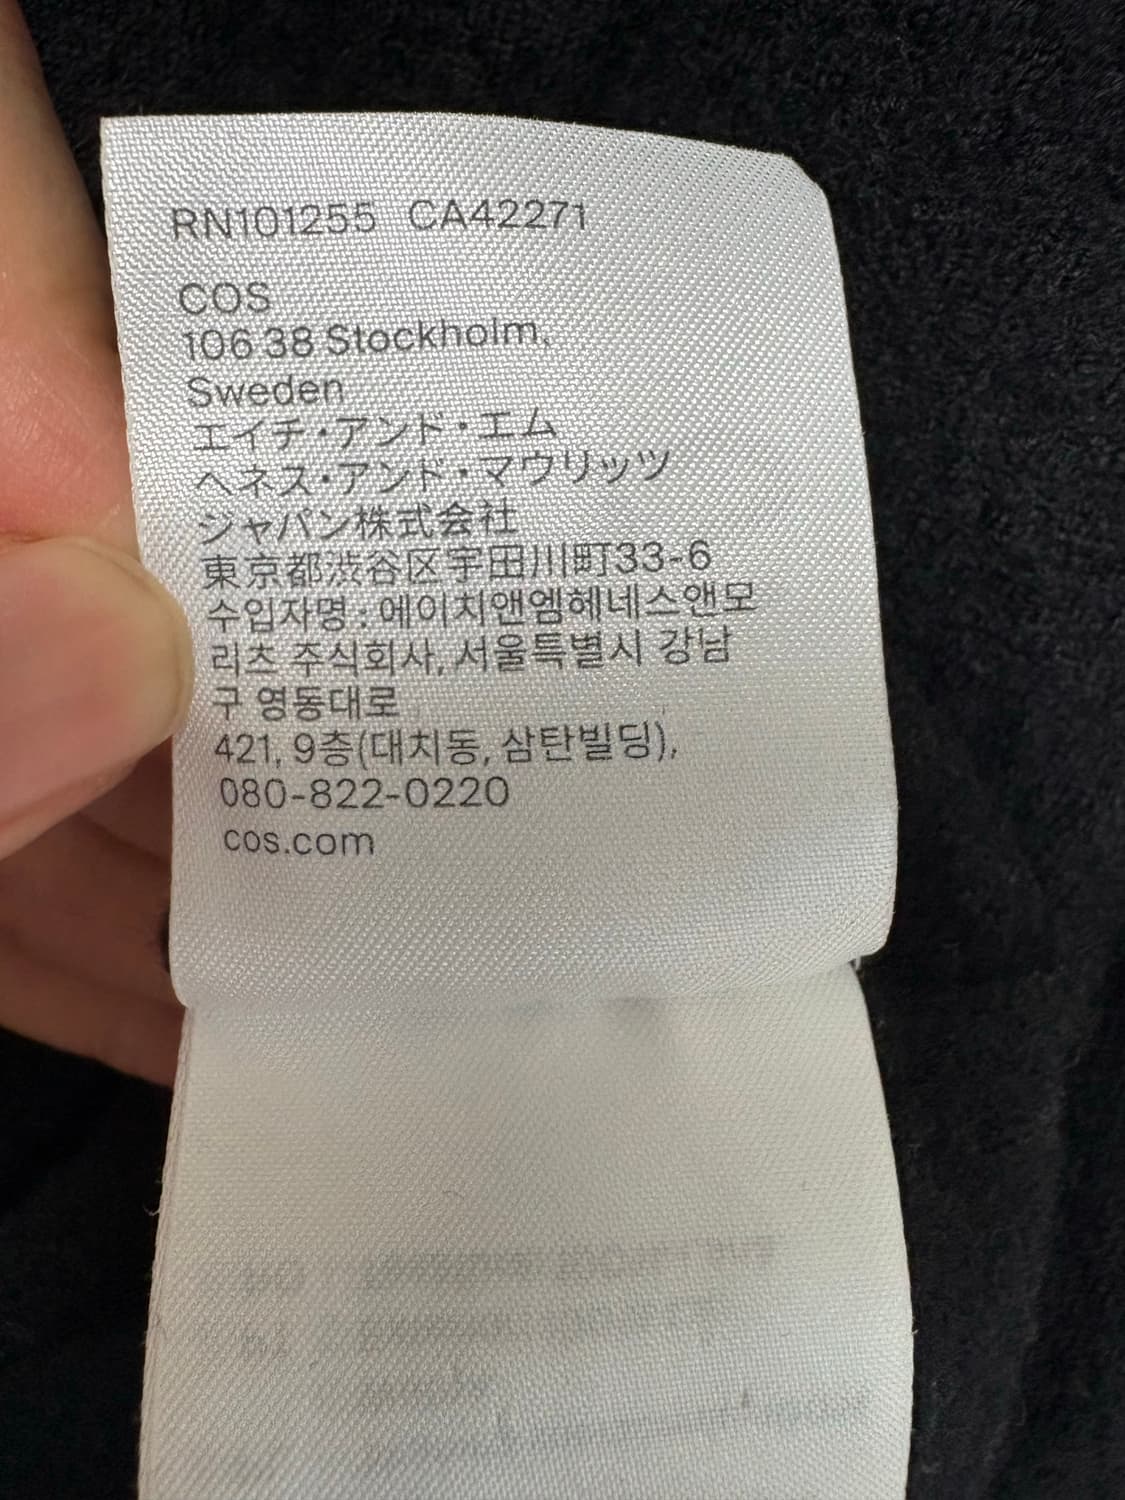 RN101255 CA42271
COS
106 38 Stockholm,
Sweden
エイチ・アンド・エム
ヘネス・アンド・マウリッツ
ジャパン株式会社
東京都渋谷区宇田川町33-6
수입자명 : 에이치앤엠헤네스앤모
리츠 주식회사, 서울특별시 강남
구 영동대로
421, 9층(대치동, 삼탄빌딩),
080-822-0220
cos.com